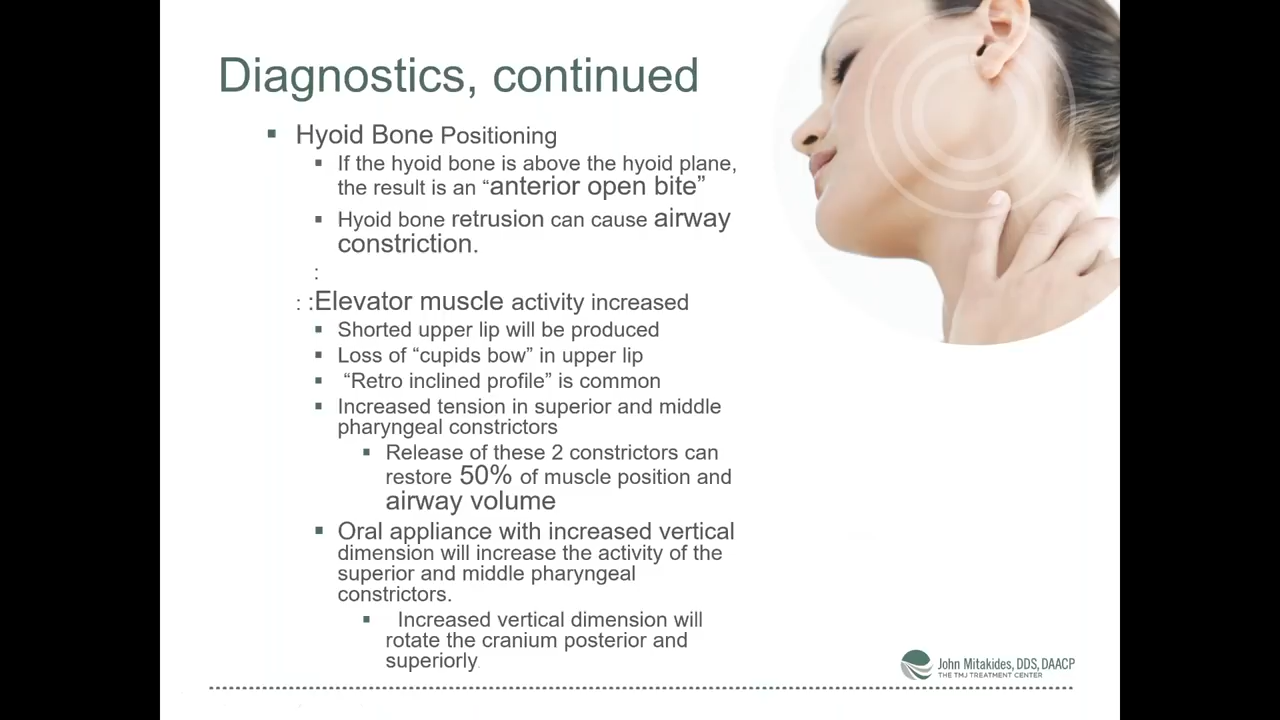 Diagnostics, continued
Hyoid Bone Positioning
If the hyoid bone is above the hyoid plane,
the result is an “anterior open bite”
Hyoid bone retrusion can cause airway
constriction.
:
: :Elevator muscle activity increased
Shorted upper lip will be produced
Loss of “cupids bow” in upper lip
“Retro inclined profile” is common
Increased tension in superior and middle
pharyngeal constrictors
Release of these 2 constrictors can
restore 50% of muscle position and
airway volume
Oral appliance with increased vertical
dimension will increase the activity of the
superior and middle pharyngeal
constrictors.
Increased vertical dimension will
rotate the cranium posterior and
superiorly.
John Mitakides, DDS, DAACP
THE TMJ TREATMENT CENTER